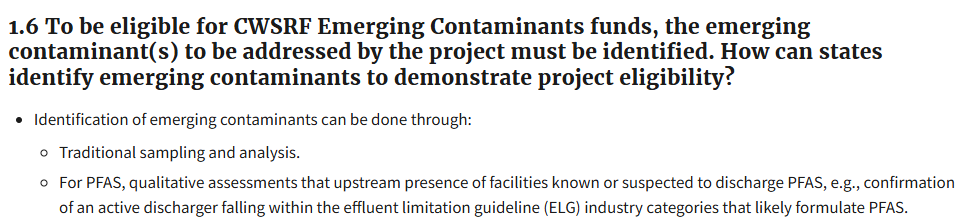 1.6 To be eligible for CWSRF Emerging Contaminants funds, the emerging
contaminant(s) to be addressed by the project must be identified. How can states
identify emerging contaminants to demonstrate project eligibility?
• Identification of emerging contaminants can be done through:
○ Traditional sampling and analysis.
○ For PFAS, qualitative assessments that upstream presence of facilities known or suspected to discharge PFAS, e.g., confirmation
of an active discharger falling within the effluent limitation guideline (ELG) industry categories that likely formulate PFAS.